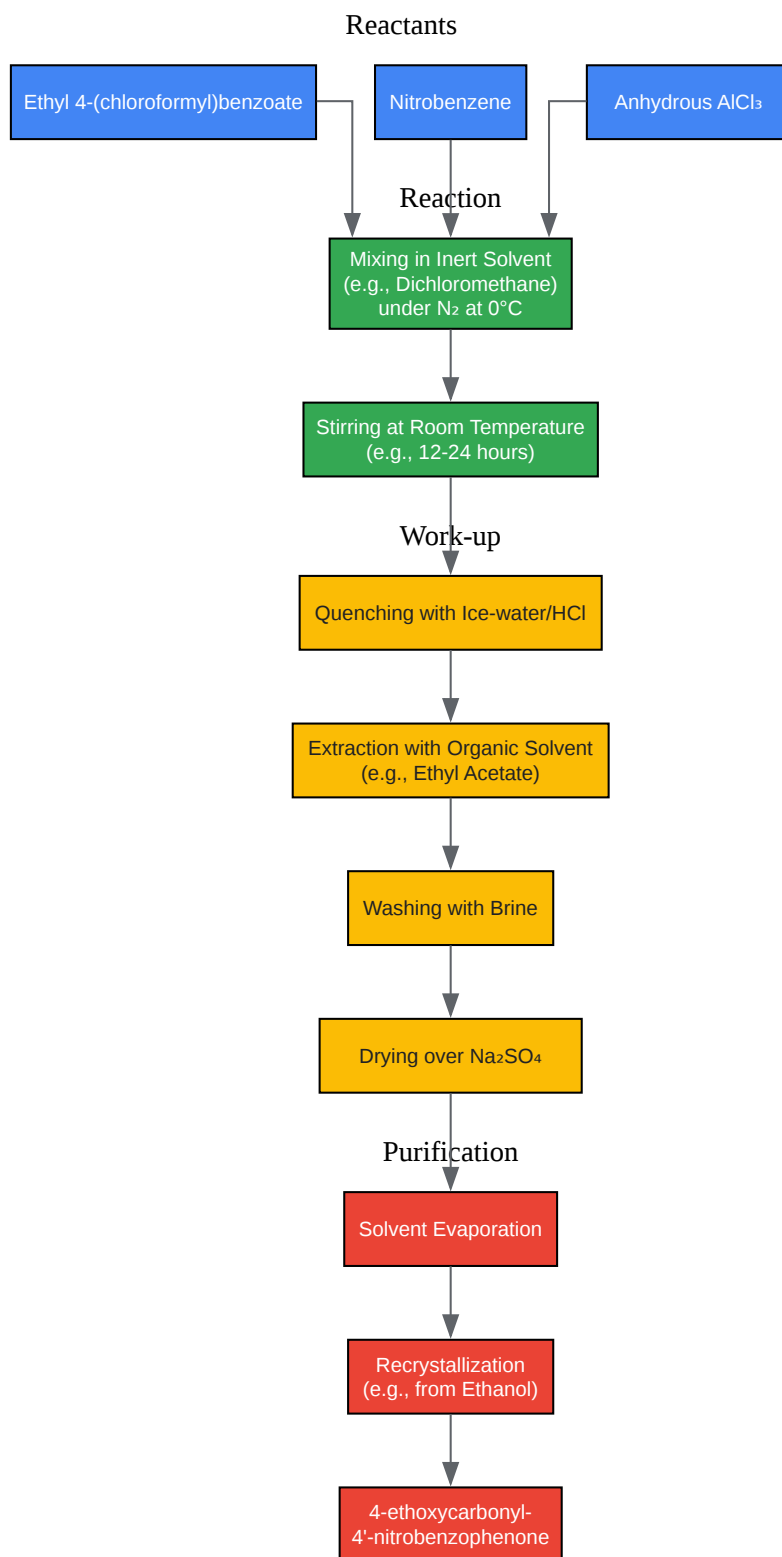 Reactants
Ethyl 4-(chloroformyl)benzoate
Nitrobenzene
Anhydrous AlCl₃
Reaction
Mixing in Inert Solvent
(e.g., Dichloromethane)
under N₂ at 0°C
Stirring at Room Temperature
(e.g., 12-24 hours)
Work-up
Quenching with Ice-water/HCl
Extraction with Organic Solvent
(e.g., Ethyl Acetate)
Washing with Brine
Drying over Na₂SO₄
Purification
Solvent Evaporation
Recrystallization
(e.g., from Ethanol)
4-ethoxycarbonyl-
4'-nitrobenzophenone